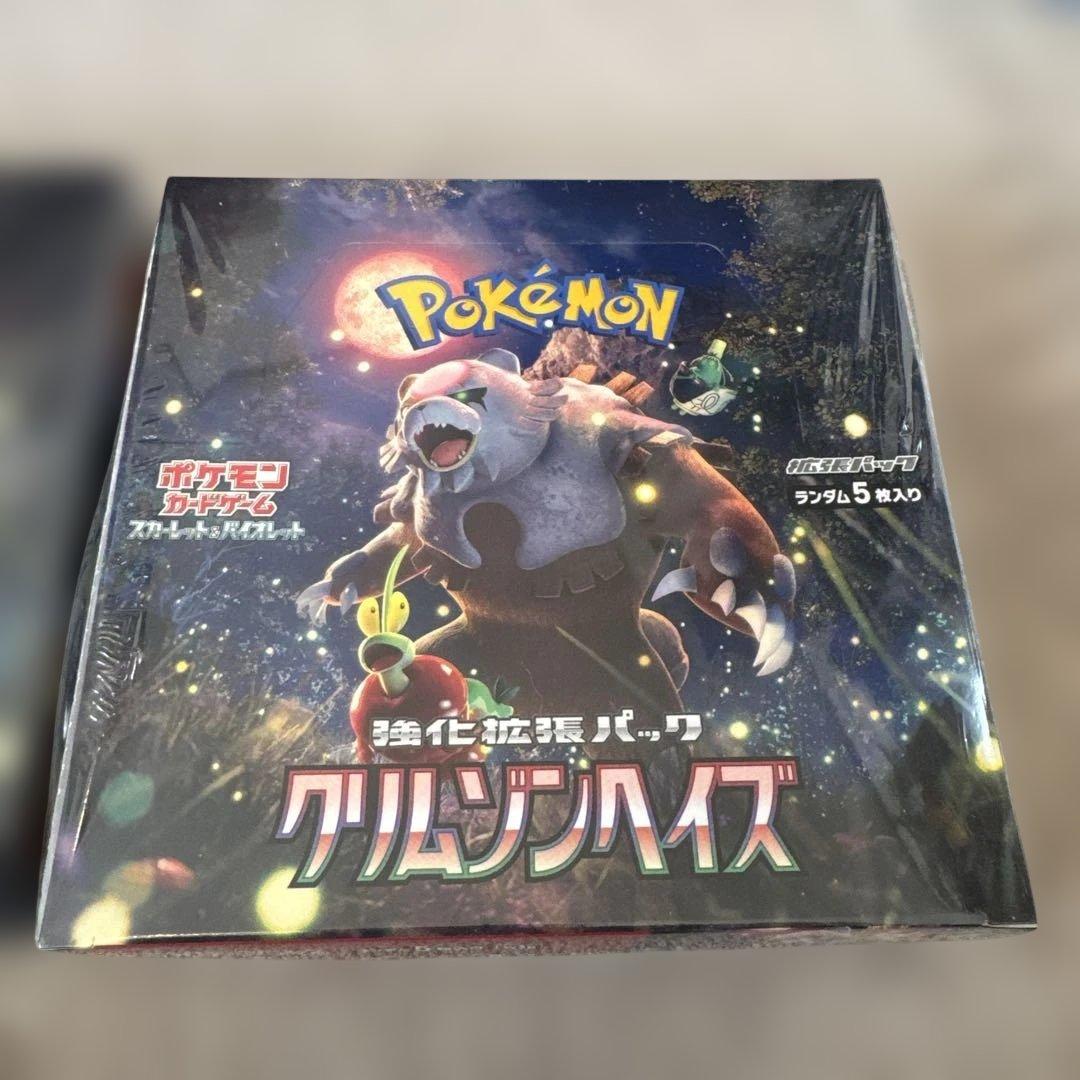 POKéMON
ポケモン
カードゲーム
スカーレット&バイオレット
拡張パック
ランダム5枚入り
強化拡張パック
クリムゾンヘイズ